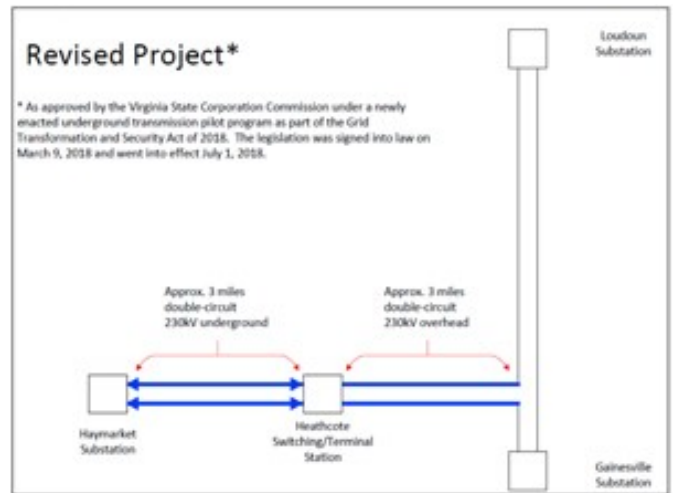 Revised Project*
Loudoun
Substation
* As approved by the Virginia State Corporation Commission under a newly
enacted underground transmission pilot program as part of the Grid
Transformation and Security Act of 2018.  The legislation was signed into law on
March 9, 2018 and went into effect July 1, 2018.
Approx. 3 miles
double-circuit
230kV underground
Approx. 3 miles
double-circuit
230kV overhead
Haymarket
Substation
Heathcote
Switching/Terminal
Station
Gainesville
Substation